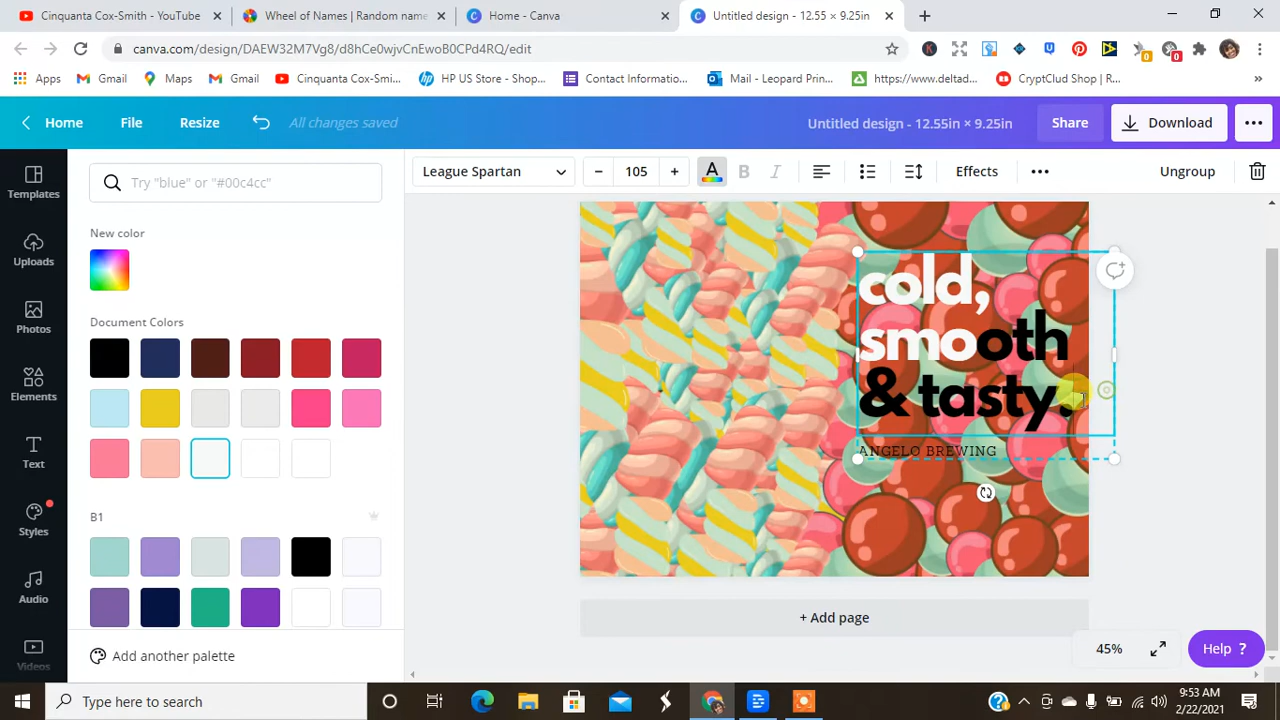 Cinquanta Cox-Smith - YouTube
Wheel of Names | Random name
Home - Canva
Untitled design - 12.55 × 9.25in
canva.com/design/DAEW32M7Vg8/d8hCe0wjvCnEwoB0CPd4RQ/edit
Apps
Gmail
Maps
Gmail
Cinquanta Cox-Smi...
HP US Store - Shop...
Contact Informatio...
Mail - Leopard Prin...
https://www.deltad...
CryptClud Shop | R...
Home
File
Resize
All changes saved
Untitled design - 12.55in × 9.25in
Share
Download
Templates
Uploads
Photos
Elements
Text
Styles
Audio
Videos
Try "blue" or "#00c4cc"
New color
Document Colors
B1
Add another palette
League Spartan
105
A
B
I
Effects
Ungroup
cold,
smooth
& tasty.
ANGELO BREWING
+ Add page
45%
Help ?
Type here to search
9:53 AM
2/22/2021